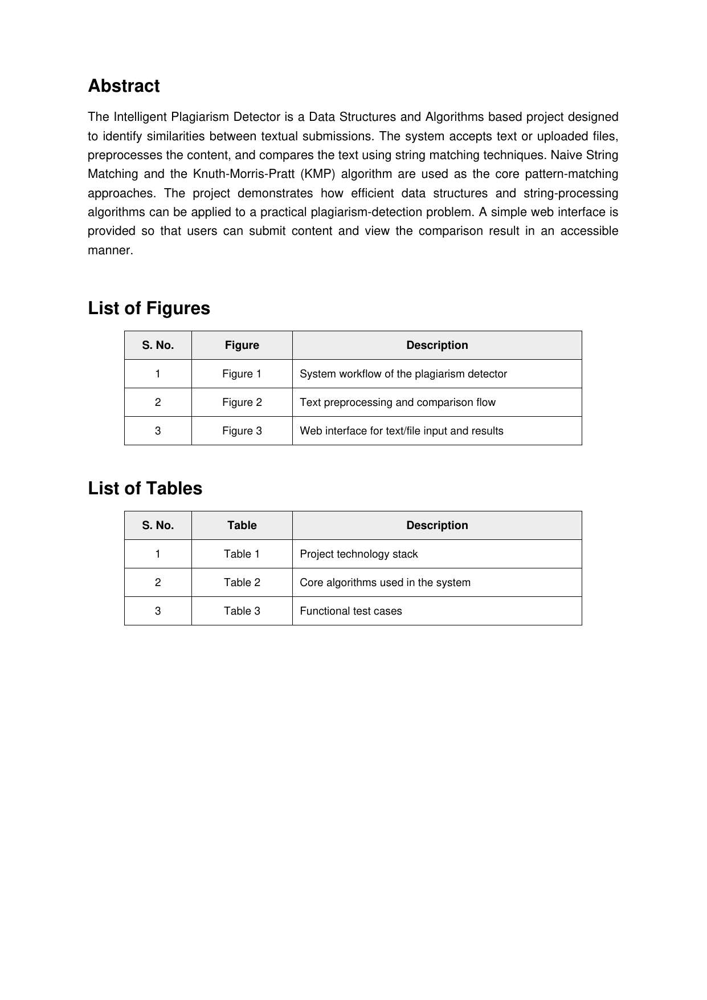 Abstract
The Intelligent Plagiarism Detector is a Data Structures and Algorithms based project designed
to identify similarities between textual submissions. The system accepts text or uploaded files,
preprocesses the content, and compares the text using string matching techniques. Naive String
Matching and the Knuth-Morris-Pratt (KMP) algorithm are used as the core pattern-matching
approaches. The project demonstrates how efficient data structures and string-processing
algorithms can be applied to a practical plagiarism-detection problem. A simple web interface is
provided so that users can submit content and view the comparison result in an accessible
manner.
List of Figures
S. No. Figure Description
1 Figure 1 System workflow of the plagiarism detector
2 Figure 2 Text preprocessing and comparison flow
3 Figure 3 Web interface for text/file input and results
List of Tables
S. No. Table Description
1 Table 1 Project technology stack
2 Table 2 Core algorithms used in the system
3 Table 3 Functional test cases